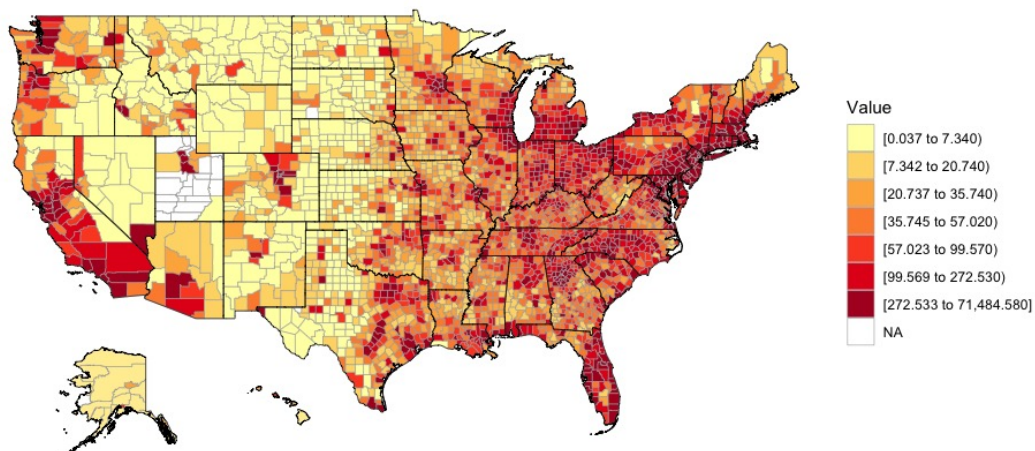 Value
[0.037 to 7.340)
[7.342 to 20.740)
[20.737 to 35.740)
[35.745 to 57.020)
[57.023 to 99.570)
[99.569 to 272.530)
[272.533 to 71,484.580]
NA